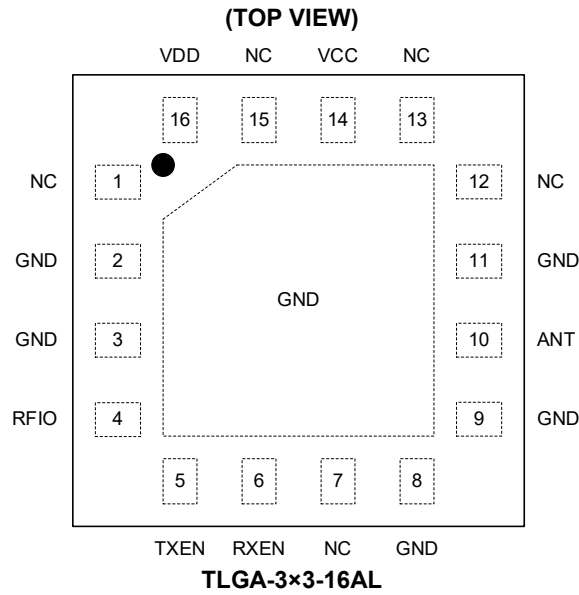 (TOP VIEW)
VDD NC VCC NC
16 15 14 13
NC 1 12 NC
GND 2 11 GND
GND
GND 3 10 ANT
RFIO 4 9 GND
5 6 7 8
TXEN RXEN NC GND
TLGA-3×3-16AL